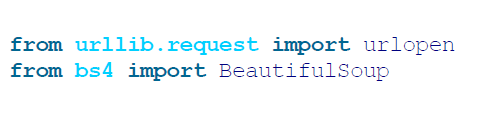 from urllib.request import urlopen
from bs4 import BeautifulSoup